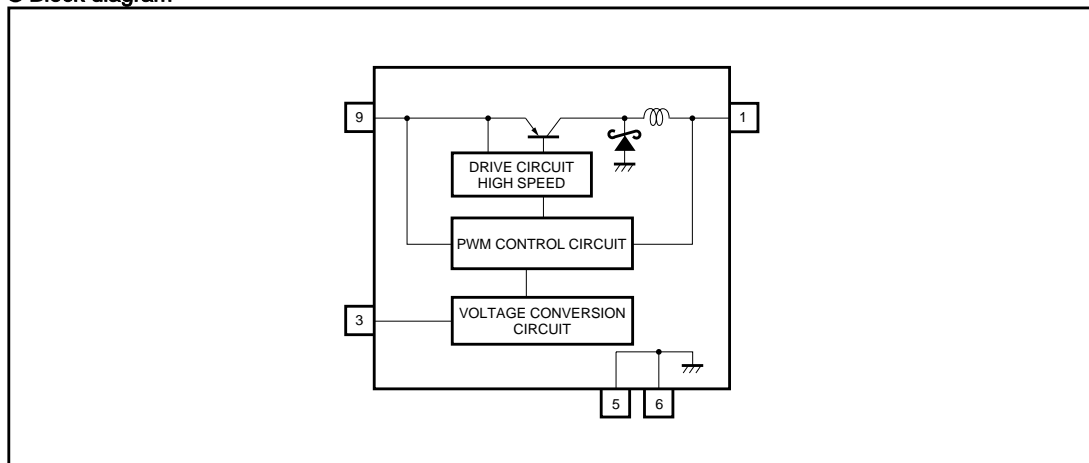 Block diagram
9
1
DRIVE CIRCUIT
HIGH SPEED
PWM CONTROL CIRCUIT
3
VOLTAGE CONVERSION
CIRCUIT
5
6